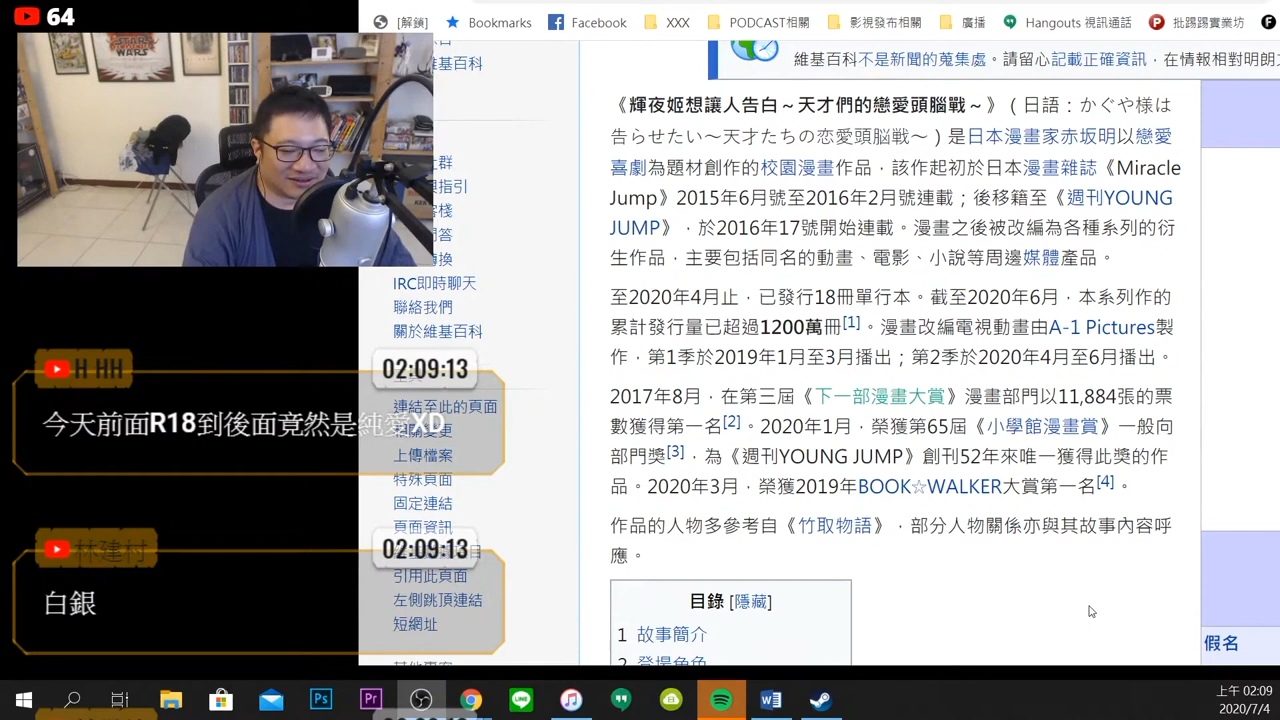 64
STAR WARS
[解鎖]
Bookmarks
Facebook
XXX
PODCAST相關
影視發布相關
廣播
Hangouts 視訊通話
批踢踢實業坊
維基百科
維基百科不是新聞的蒐集處。請留心記載正確資訊，在情報相對明朗
《輝夜姬想讓人告白～天才們的戀愛頭腦戰～》（日語：かぐや様は
告らせたい〜天才たちの恋愛頭脳戦〜）是日本漫畫家赤坂明以戀愛
喜劇為題材創作的校園漫畫作品，該作起初於日本漫畫雜誌《Miracle
Jump》2015年6月號至2016年2月號連載；後移籍至《週刊YOUNG
JUMP》，於2016年17號開始連載。漫畫之後被改編為各種系列的衍
生作品，主要包括同名的動畫、電影、小說等周邊媒體產品。
至2020年4月止，已發行18冊單行本。截至2020年6月，本系列作的
累計發行量已超過1200萬冊[1]。漫畫改編電視動畫由A-1 Pictures製
作，第1季於2019年1月至3月播出；第2季於2020年4月至6月播出。
2017年8月，在第三屆《下一部漫畫大賞》漫畫部門以11,884張的票
數獲得第一名[2]。2020年1月，榮獲第65屆《小學館漫畫賞》一般向
部門獎[3]，為《週刊YOUNG JUMP》創刊52年來唯一獲得此獎的作
品。2020年3月，榮獲2019年BOOK☆WALKER大賞第一名[4]。
作品的人物多參考自《竹取物語》，部分人物關係亦與其故事內容呼
應。
目錄 [隱藏]
1 故事簡介
2 登場角色
假名
IRC即時聊天
聯絡我們
關於維基百科
連結至此的頁面
相關變更
上傳檔案
特殊頁面
固定連結
頁面資訊
引用此頁面
左側跳頂連結
短網址
H HH
02:09:13
今天前面R18到後面竟然是純愛XD
林建村
02:09:13
白銀
上午 02:09
2020/7/4